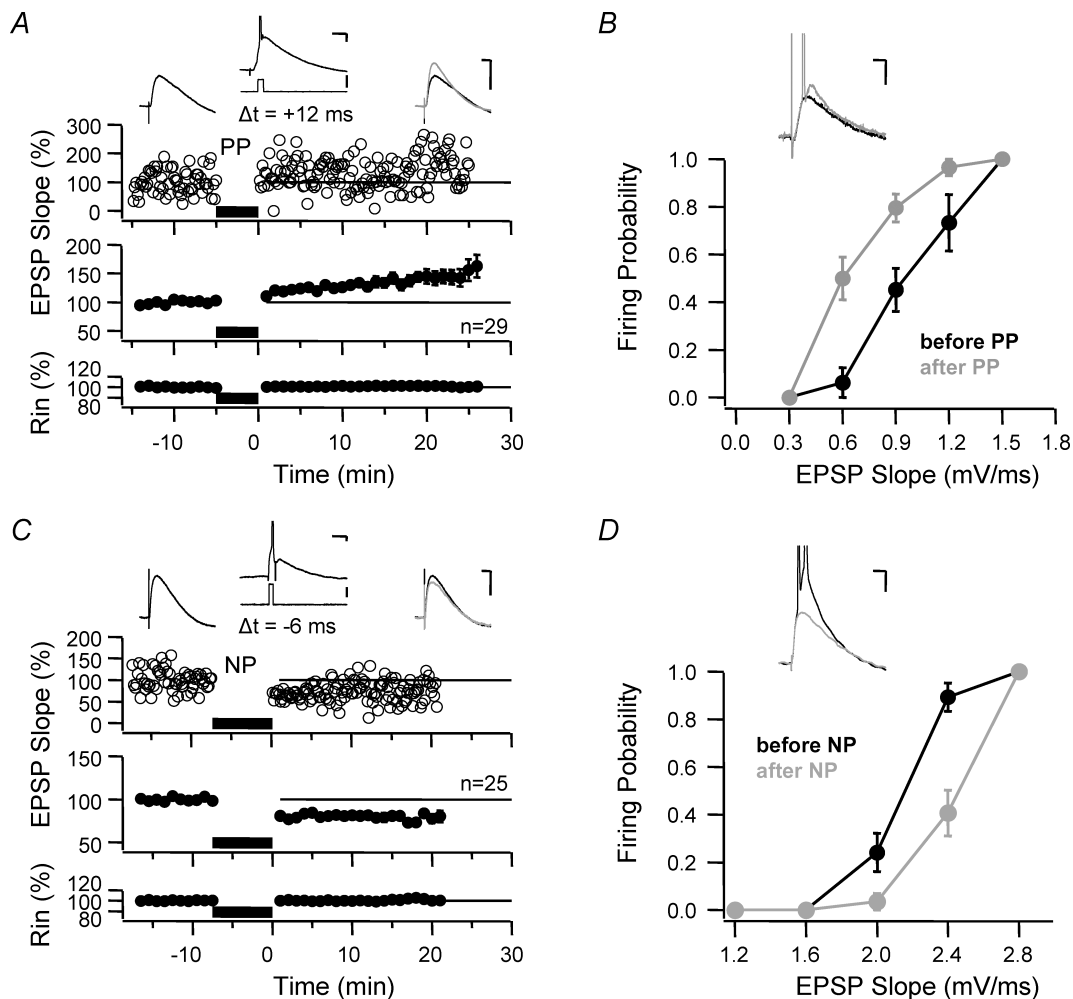 A
Δt = +12 ms
PP
EPSP Slope (%)
300
200
100
0
EPSP Slope (%)
200
150
100
50
n=29
Rin (%)
120
100
80
-10 0 10 20 30
Time (min)
B
Firing Probability
1.0
0.8
0.6
0.4
0.2
0.0
before PP
after PP
0.0 0.3 0.6 0.9 1.2 1.5 1.8
EPSP Slope (mV/ms)
C
Δt = -6 ms
NP
EPSP Slope (%)
200
150
100
50
0
150
100
50
n=25
Rin (%)
120
100
80
-10 0 10 20 30
Time (min)
D
Firing Pobability
1.0
0.8
0.6
0.4
0.2
0.0
before NP
after NP
1.2 1.6 2.0 2.4 2.8
EPSP Slope (mV/ms)